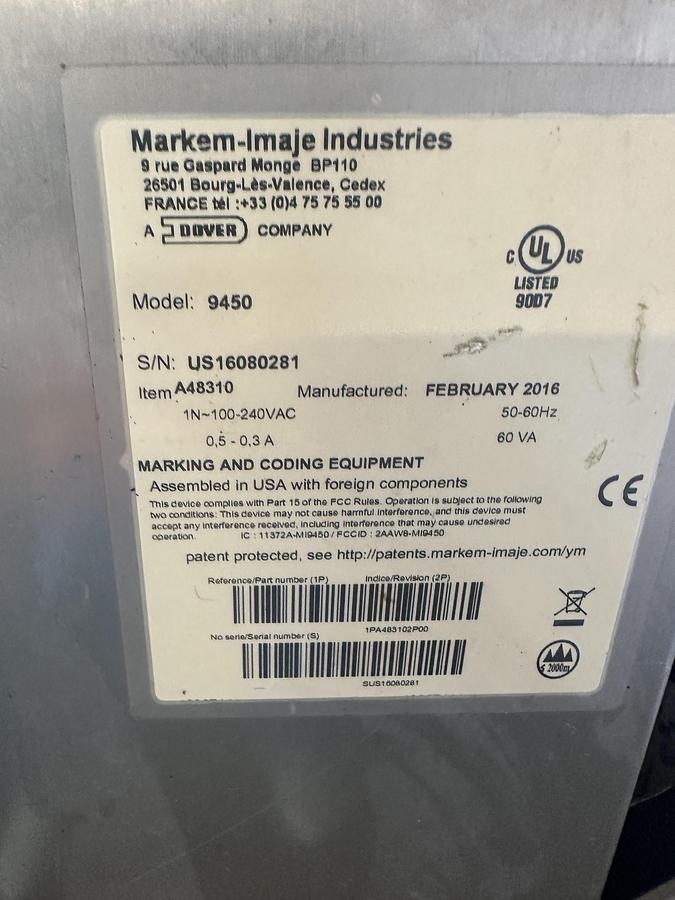 Markem-Imaje Industries
9 rue Gaspard Monge BP110
26501 Bourg-Lès-Valence, Cedex
FRANCE tél :+33 (0)4 75 75 55 00
A DOVER COMPANY
C UL US
LISTED
90D7
Model: 9450
S/N: US16080281
Item A48310 Manufactured: FEBRUARY 2016
1N~100-240VAC 50-60Hz
0,5 - 0,3 A 60 VA
MARKING AND CODING EQUIPMENT
Assembled in USA with foreign components
CE
This device complies with Part 15 of the FCC Rules. Operation is subject to the following
two conditions: This device may not cause harmful interference, and this device must
accept any interference received, including interference that may cause undesired
operation. IC : 11372A-MI9450 / FCCID : 2AAW8-MI9450
patent protected, see http://patents.markem-imaje.com/ym
Reference/Part number (1P) Indice/Revision (2P)
1PA483102P00
No serie/Serial number (S)
SUS16080281
≤ 2000m